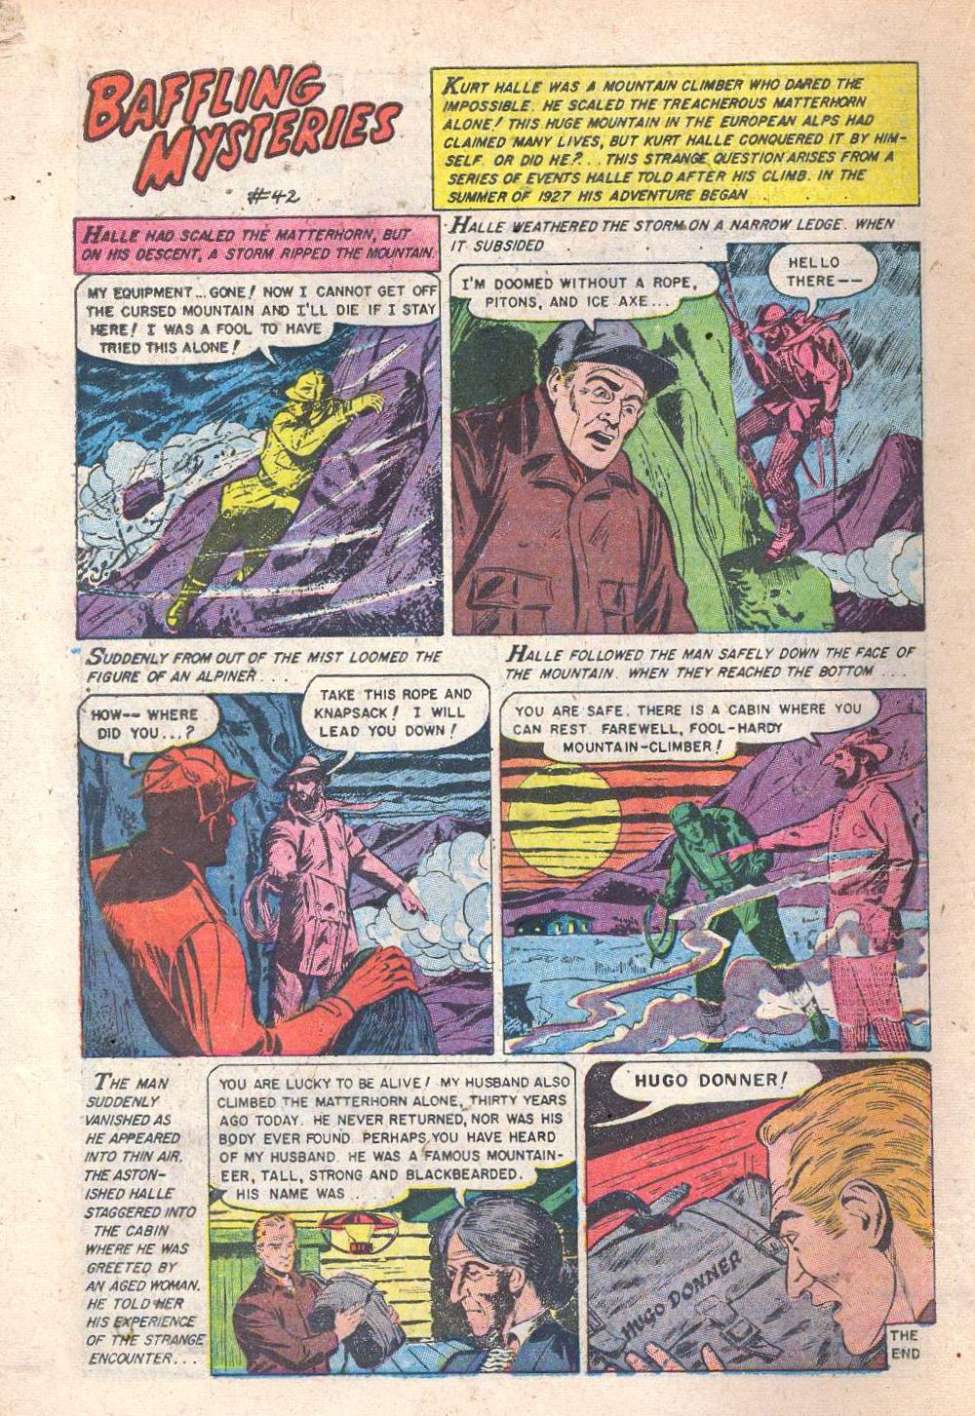 BAFFLING
MYSTERIES
#42
KURT HALLE WAS A MOUNTAIN CLIMBER WHO DARED THE
IMPOSSIBLE. HE SCALED THE TREACHEROUS MATTERHORN
ALONE! THIS HUGE MOUNTAIN IN THE EUROPEAN ALPS HAD
CLAIMED MANY LIVES, BUT KURT HALLE CONQUERED IT BY HIM-
SELF. OR DID HE?... THIS STRANGE QUESTION ARISES FROM A
SERIES OF EVENTS HALLE TOLD AFTER HIS CLIMB. IN THE
SUMMER OF 1927 HIS ADVENTURE BEGAN . . .
HALLE HAD SCALED THE MATTERHORN, BUT
ON HIS DESCENT, A STORM RIPPED THE MOUNTAIN.
MY EQUIPMENT... GONE! NOW I CANNOT GET OFF
THE CURSED MOUNTAIN AND I'LL DIE IF I STAY
HERE! I WAS A FOOL TO HAVE
TRIED THIS ALONE!
HALLE WEATHERED THE STORM ON A NARROW LEDGE. WHEN
IT SUBSIDED . . .
I'M DOOMED WITHOUT A ROPE,
PITONS, AND ICE AXE...
HELLO
THERE--
SUDDENLY FROM OUT OF THE MIST LOOMED THE
FIGURE OF AN ALPINER . . .
HOW-- WHERE
DID YOU...?
TAKE THIS ROPE AND
KNAPSACK! I WILL
LEAD YOU DOWN!
HALLE FOLLOWED THE MAN SAFELY DOWN THE FACE OF
THE MOUNTAIN. WHEN THEY REACHED THE BOTTOM . . .
YOU ARE SAFE. THERE IS A CABIN WHERE YOU
CAN REST. FAREWELL, FOOL-HARDY
MOUNTAIN-CLIMBER!
THE MAN
SUDDENLY
VANISHED AS
HE APPEARED
INTO THIN AIR.
THE ASTON-
ISHED HALLE
STAGGERED INTO
THE CABIN
WHERE HE WAS
GREETED BY
AN AGED WOMAN.
HE TOLD HER
HIS EXPERIENCE
OF THE STRANGE
ENCOUNTER...
YOU ARE LUCKY TO BE ALIVE! MY HUSBAND ALSO
CLIMBED THE MATTERHORN ALONE, THIRTY YEARS
AGO TODAY. HE NEVER RETURNED, NOR WAS HIS
BODY EVER FOUND. PERHAPS YOU HAVE HEARD
OF MY HUSBAND. HE WAS A FAMOUS MOUNTAIN-
EER, TALL, STRONG AND BLACKBEARDED.
HIS NAME WAS . . .
HUGO DONNER!
HUGO DONNER
THE
END